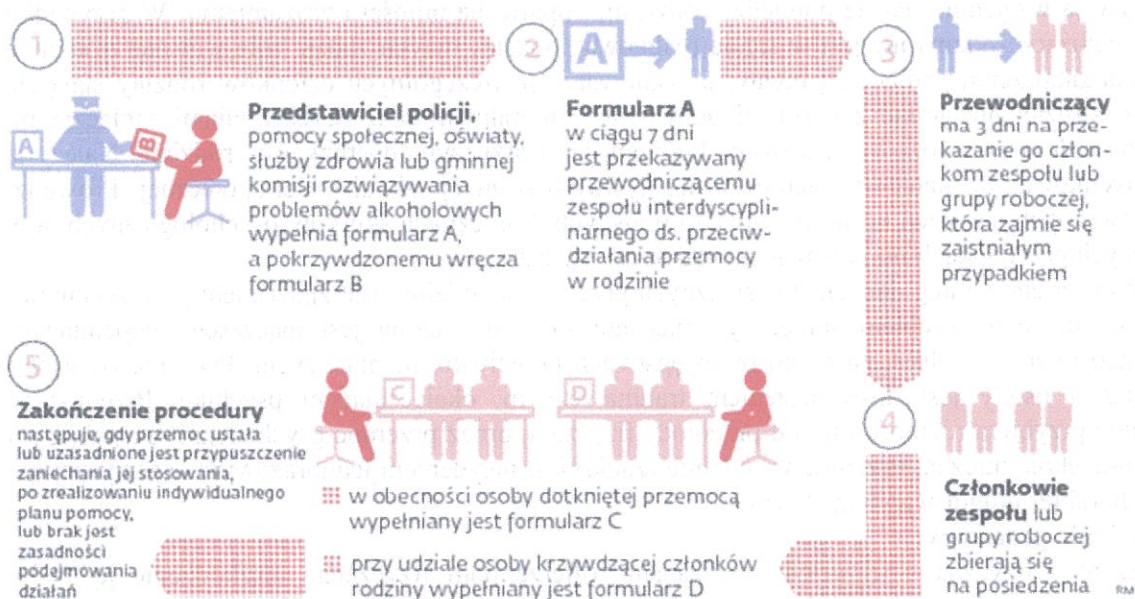 1
A
B
Przedstawiciel policji,
pomocy społecznej, oświaty,
służby zdrowia lub gminnej
komisji rozwiązywania
problemów alkoholowych
wypełnia formularz A,
a pokrzywdzonemu wręcza
formularz B
2
A
Formularz A
w ciągu 7 dni
jest przekazywany
przewodniczącemu
zespołu interdyscypli-
narnego ds. przeciw-
działania przemocy
w rodzinie
3
Przewodniczący
ma 3 dni na prze-
kazanie go człon-
kom zespołu lub
grupy roboczej,
która zajmie się
zaistniałym
przypadkiem
4
Członkowie
zespołu lub
grupy roboczej
zbierają się
na posiedzenia
C
D
w obecności osoby dotkniętej przemocą
wypełniany jest formularz C
przy udziale osoby krzywdzącej członków
rodziny wypełniany jest formularz D
5
Zakończenie procedury
następuje, gdy przemoc ustała
lub uzasadnione jest przypuszczenie
zaniechania jej stosowania,
po zrealizowaniu indywidualnego
planu pomocy,
lub brak jest
zasadności
podejmowania
działań
RM